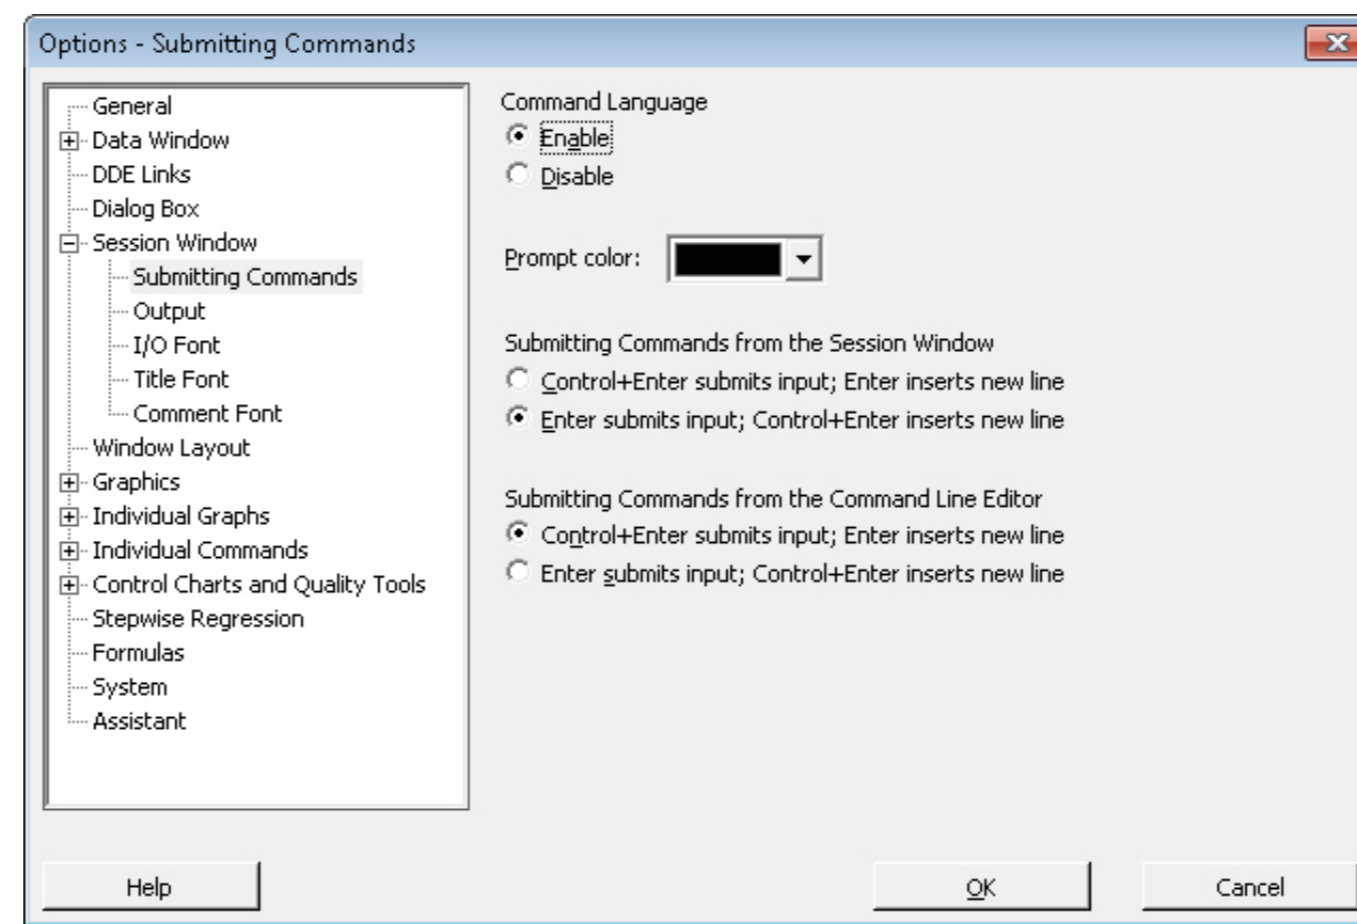 Options - Submitting Commands
General
Data Window
DDE Links
Dialog Box
Session Window
Submitting Commands
Output
I/O Font
Title Font
Comment Font
Window Layout
Graphics
Individual Graphs
Individual Commands
Control Charts and Quality Tools
Stepwise Regression
Formulas
System
Assistant
Command Language
Enable
Disable
Prompt color:
Submitting Commands from the Session Window
Control+Enter submits input; Enter inserts new line
Enter submits input; Control+Enter inserts new line
Submitting Commands from the Command Line Editor
Control+Enter submits input; Enter inserts new line
Enter submits input; Control+Enter inserts new line
Help
OK
Cancel